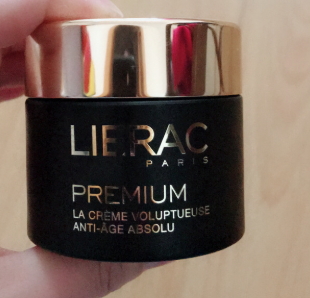 LIERAC
PARIS
PREMIUM
LA CRÈME VOLUPTUEUSE
ANTI-ÂGE ABSOLU